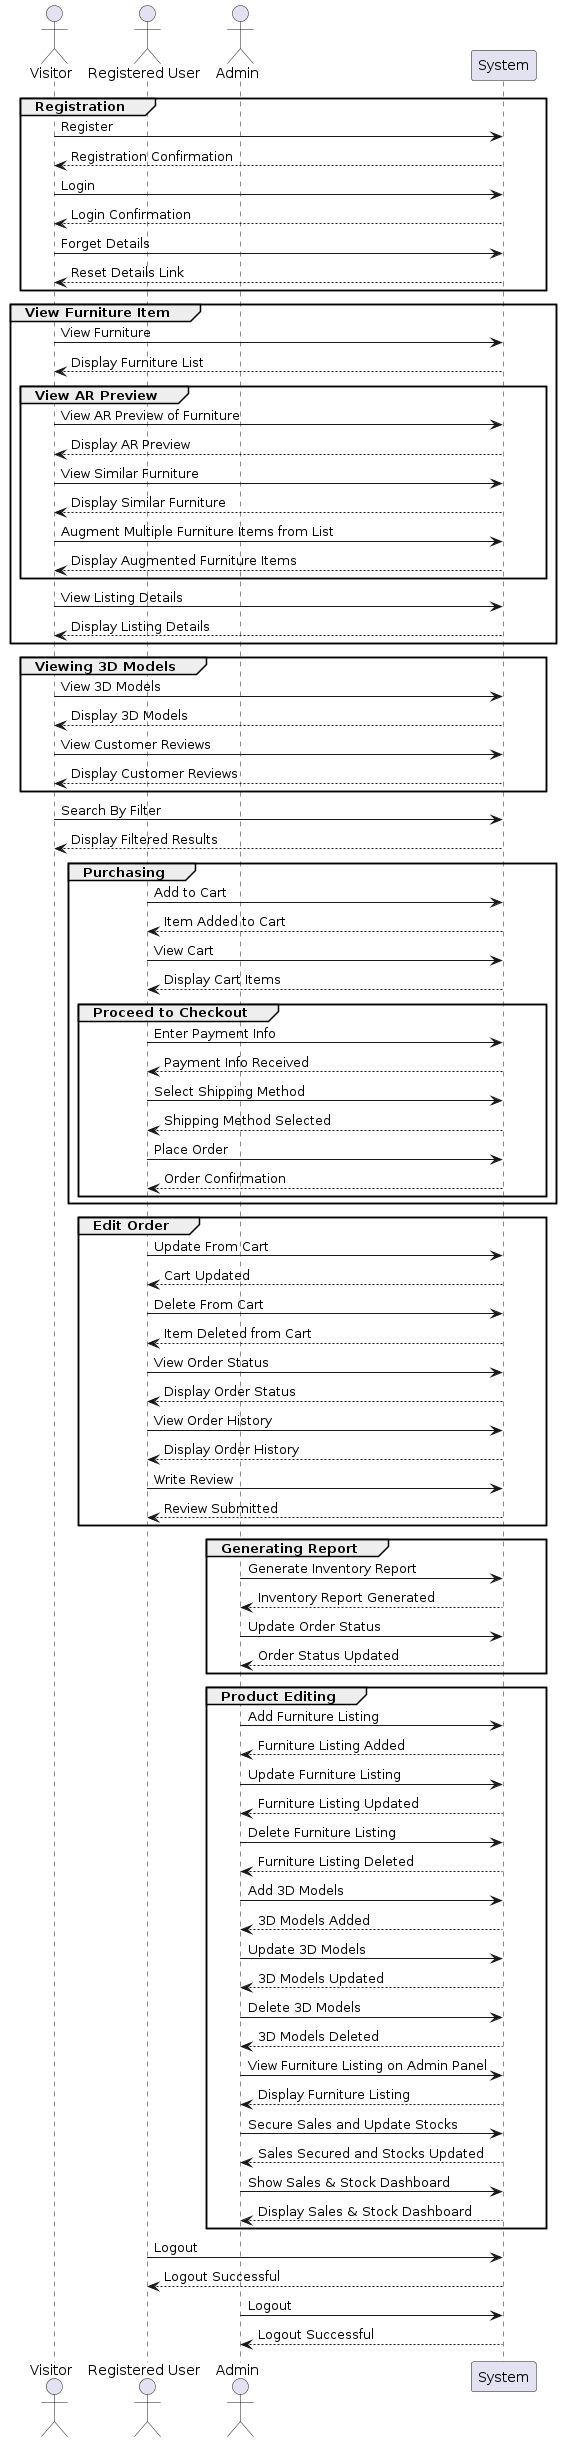 Visitor
Registered User
Admin
System
Registration
Register
Registration Confirmation
Login
Login Confirmation
Forget Details
Reset Details Link
View Furniture Item
View Furniture
Display Furniture List
View AR Preview
View AR Preview of Furniture
Display AR Preview
View Similar Furniture
Display Similar Furniture
Augment Multiple Furniture Items from List
Display Augmented Furniture Items
View Listing Details
Display Listing Details
Viewing 3D Models
View 3D Models
Display 3D Models
View Customer Reviews
Display Customer Reviews
Search By Filter
Display Filtered Results
Purchasing
Add to Cart
Item Added to Cart
View Cart
Display Cart Items
Proceed to Checkout
Enter Payment Info
Payment Info Received
Select Shipping Method
Shipping Method Selected
Place Order
Order Confirmation
Edit Order
Update From Cart
Cart Updated
Delete From Cart
Item Deleted from Cart
View Order Status
Display Order Status
View Order History
Display Order History
Write Review
Review Submitted
Generating Report
Generate Inventory Report
Inventory Report Generated
Update Order Status
Order Status Updated
Product Editing
Add Furniture Listing
Furniture Listing Added
Update Furniture Listing
Furniture Listing Updated
Delete Furniture Listing
Furniture Listing Deleted
Add 3D Models
3D Models Added
Update 3D Models
3D Models Updated
Delete 3D Models
3D Models Deleted
View Furniture Listing on Admin Panel
Display Furniture Listing
Secure Sales and Update Stocks
Sales Secured and Stocks Updated
Show Sales & Stock Dashboard
Display Sales & Stock Dashboard
Logout
Logout Successful
Logout
Logout Successful
Visitor
Registered User
Admin
System